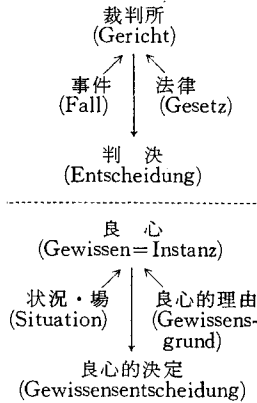 裁判所
(Gericht)
事件 法律
(Fall) (Gesetz)
判 決
(Entscheidung)
良 心
(Gewissen=Instanz)
状況・場 良心的理由
(Situation) (Gewissens-
grund)
良心的決定
(Gewissensentscheidung)